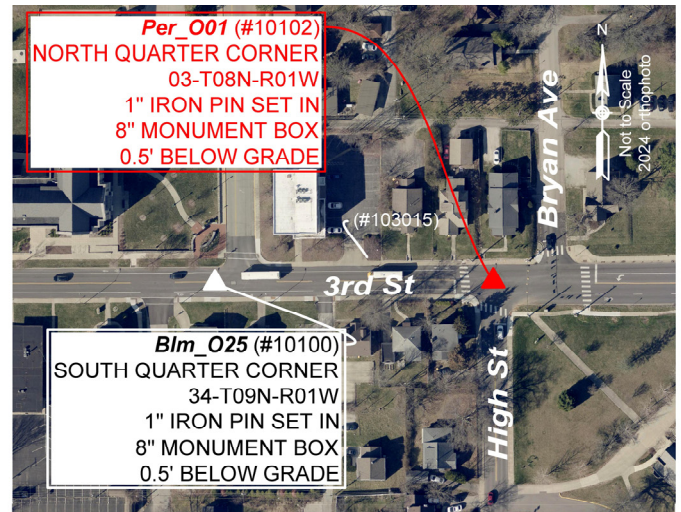 Per_O01 (#10102)
NORTH QUARTER CORNER
03-T08N-R01W
1" IRON PIN SET IN
8" MONUMENT BOX
0.5' BELOW GRADE
N
Not to Scale
2024 orthophoto
Bryan Ave
(#103015)
3rd St
Blm_O25 (#10100)
SOUTH QUARTER CORNER
34-T09N-R01W
1" IRON PIN SET IN
8" MONUMENT BOX
0.5' BELOW GRADE
High St